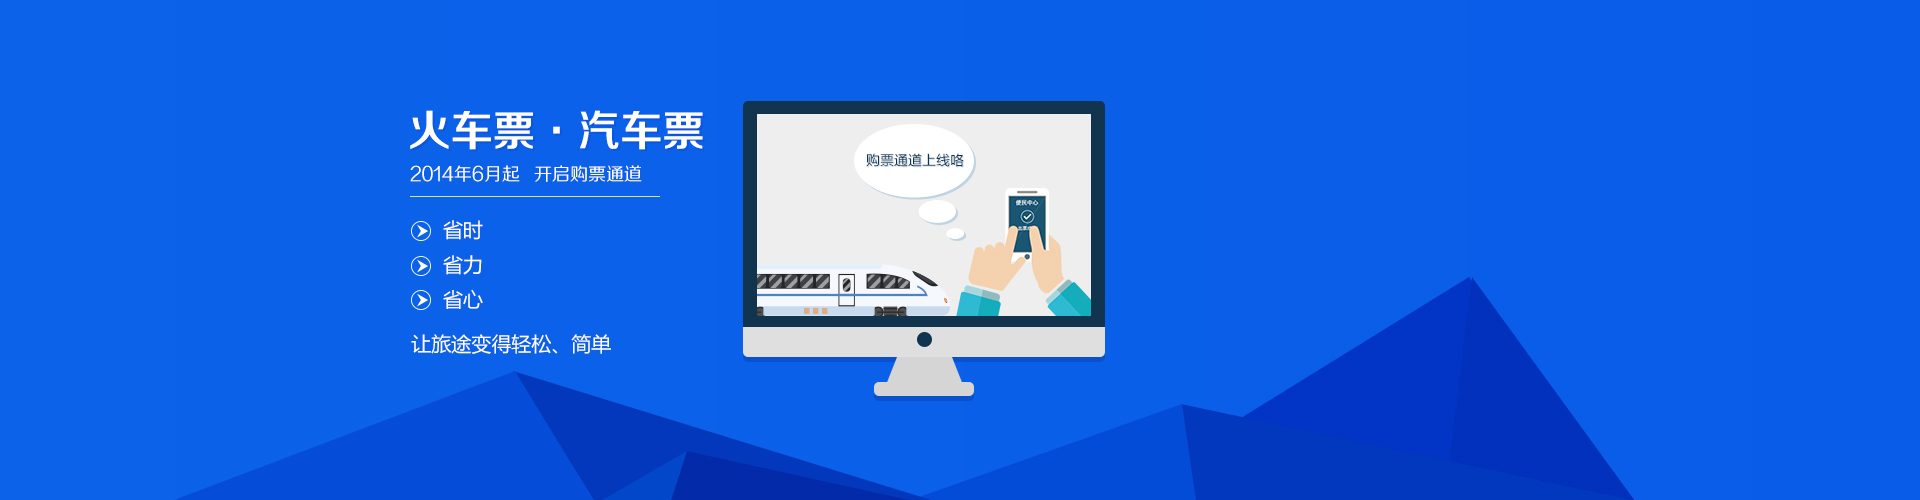 火车票·汽车票
2014年6月起 开启购票通道
省时
省力
省心
让旅途变得轻松、简单
购票通道上线咯
便民中心